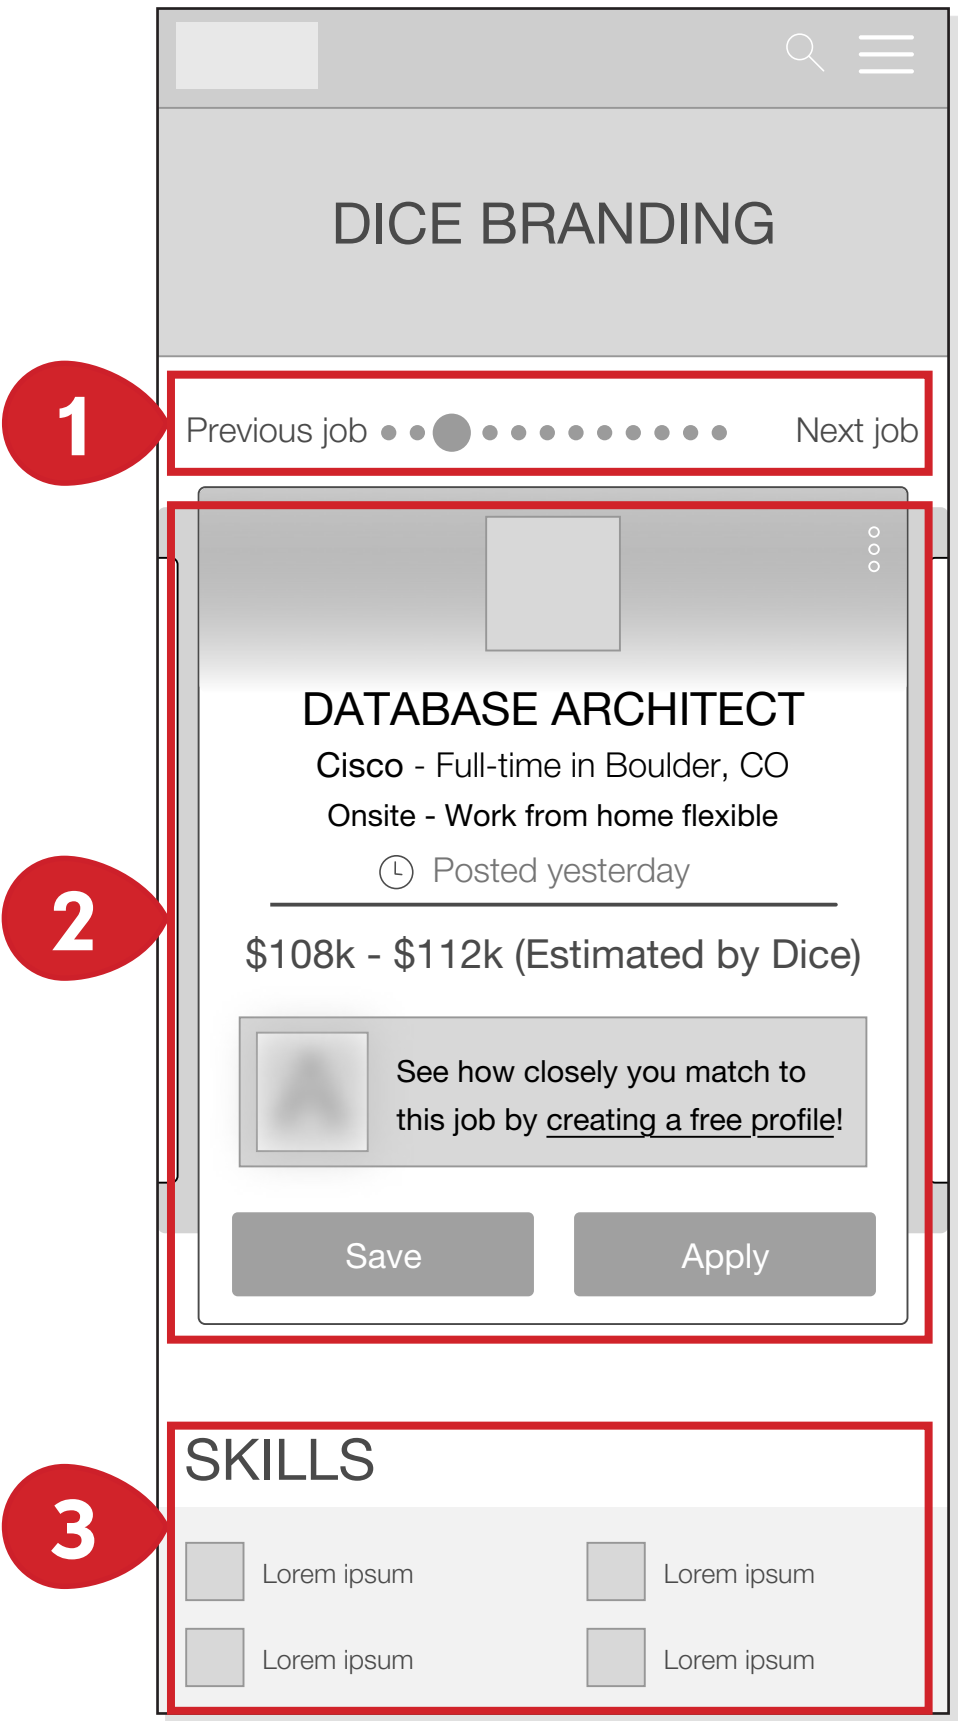 DICE BRANDING
1
Previous job
Next job
2
DATABASE ARCHITECT
Cisco - Full-time in Boulder, CO
Onsite - Work from home flexible
Posted yesterday
$108k - $112k (Estimated by Dice)
A
See how closely you match to
this job by creating a free profile!
Save
Apply
3
SKILLS
Lorem ipsum
Lorem ipsum
Lorem ipsum
Lorem ipsum